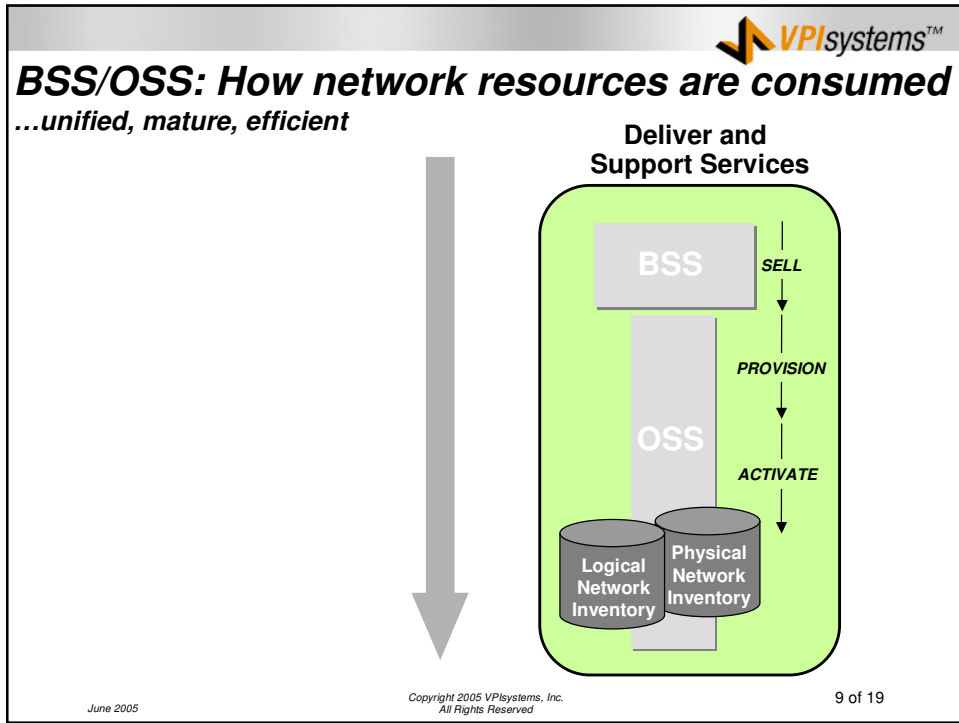 VPIsystems™
BSS/OSS: How network resources are consumed
...unified, mature, efficient
Deliver and
Support Services
BSS
SELL
PROVISION
OSS
ACTIVATE
Logical
Network
Inventory
Physical
Network
Inventory
June 2005
Copyright 2005 VPIsystems, Inc.
All Rights Reserved
9 of 19